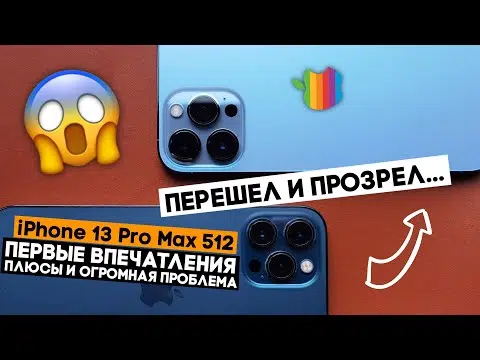 ПЕРЕШЕЛ И ПРОЗРЕЛ...
iPhone 13 Pro Max 512
ПЕРВЫЕ ВПЕЧАТЛЕНИЯ
ПЛЮСЫ И ОГРОМНАЯ ПРОБЛЕМА